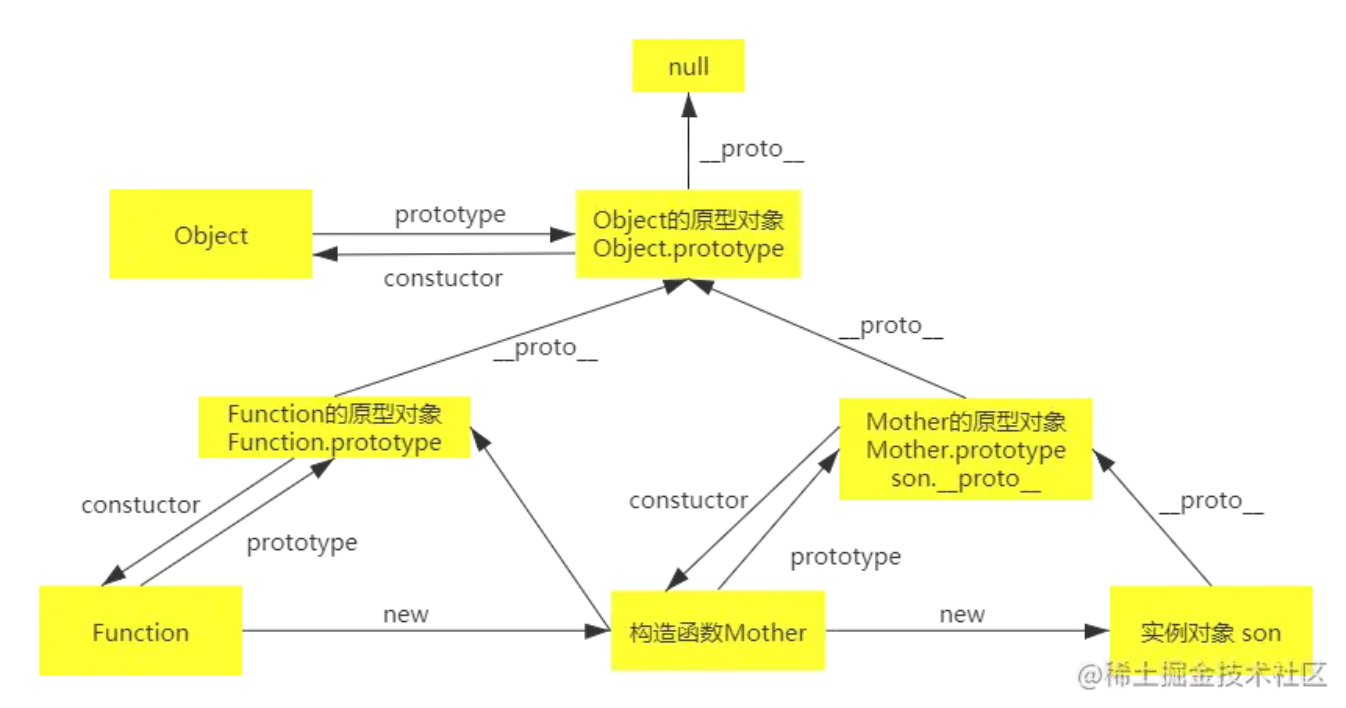 null
__proto__
Object
prototype
constuctor
Object的原型对象
Object.prototype
__proto__
__proto__
Function的原型对象
Function.prototype
Mother的原型对象
Mother.prototype
son.__proto__
constuctor
prototype
constuctor
prototype
__proto__
Function
new
构造函数Mother
new
实例对象 son
@稀土掘金技术社区